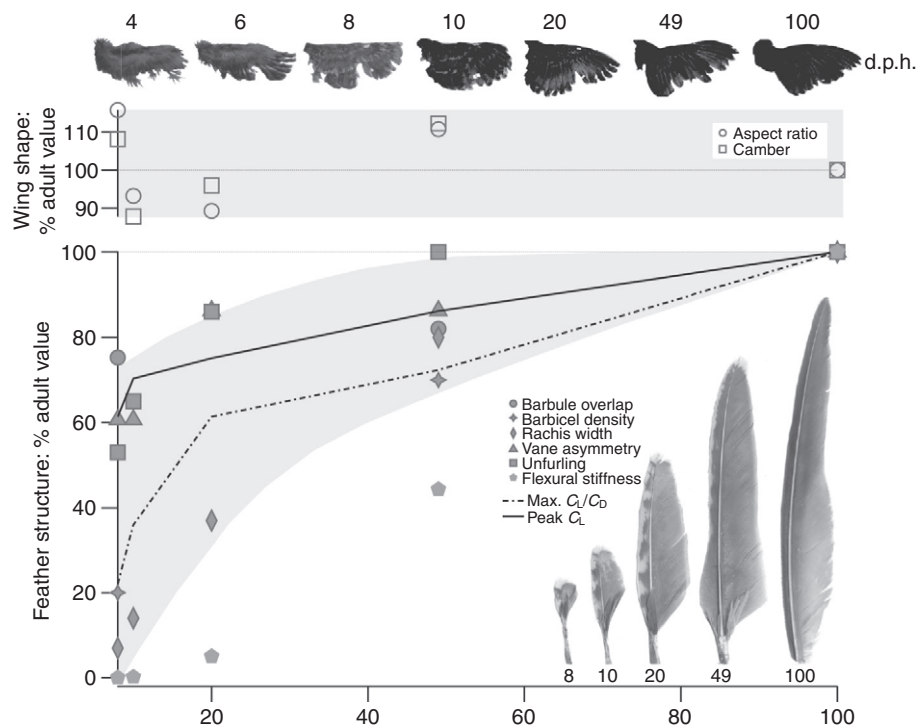 4 6 8 10 20 49 100
d.p.h.
Wing shape:
% adult value
110
100
90
Aspect ratio
Camber
Feather structure: % adult value
100
80
60
40
20
0
Barbule overlap
Barbicel density
Rachis width
Vane asymmetry
Unfurling
Flexural stiffness
Max. CL/CD
Peak CL
8 10 20 49 100
20 40 60 80 100